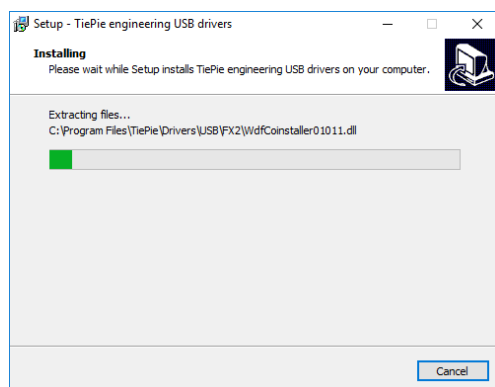 Setup - TiePie engineering USB drivers
Installing
Please wait while Setup installs TiePie engineering USB drivers on your computer.
Extracting files...
C:\Program Files\TiePie\Drivers\USB\FX2\WdfCoinstaller01011.dll
Cancel